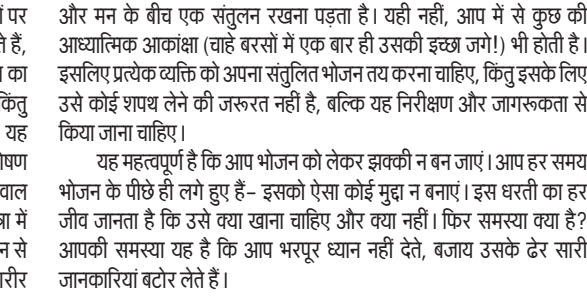 ों पर
ते हैं,
ा का
किंतु
यह
ोषण
वाल
त्रा में
न से
ारीर
और मन के बीच एक संतुलन रखना पड़ता है। यही नहीं, आप में से कुछ की
आध्यात्मिक आकांक्षा (चाहे बरसों में एक बार ही उसकी इच्छा जगे!) भी होती है।
इसलिए प्रत्येक व्यक्ति को अपना संतुलित भोजन तय करना चाहिए, किंतु इसके लिए
उसे कोई शपथ लेने की जरूरत नहीं है, बल्कि यह निरीक्षण और जागरूकता से
किया जाना चाहिए।
यह महत्वपूर्ण है कि आप भोजन को लेकर झक्की न बन जाएं। आप हर समय
भोजन के पीछे ही लगे हुए हैं– इसको ऐसा कोई मुद्दा न बनाएं। इस धरती का हर
जीव जानता है कि उसे क्या खाना चाहिए और क्या नहीं। फिर समस्या क्या है?
आपकी समस्या यह है कि आप भरपूर ध्यान नहीं देते, बजाय उसके ढेर सारी
जानकारियां बटोर लेते हैं।